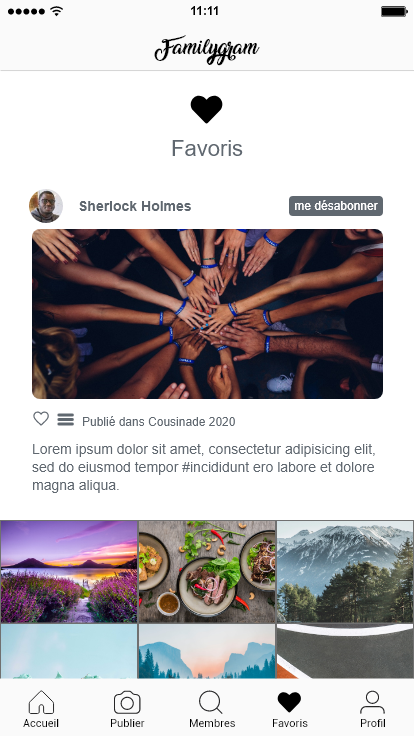 11:11
Familygram
Favoris
Sherlock Holmes
me désabonner
Publié dans Cousinade 2020
Lorem ipsum dolor sit amet, consectetur adipisicing elit,
sed do eiusmod tempor #incididunt ero labore et dolore
magna aliqua.
Accueil
Publier
Membres
Favoris
Profil